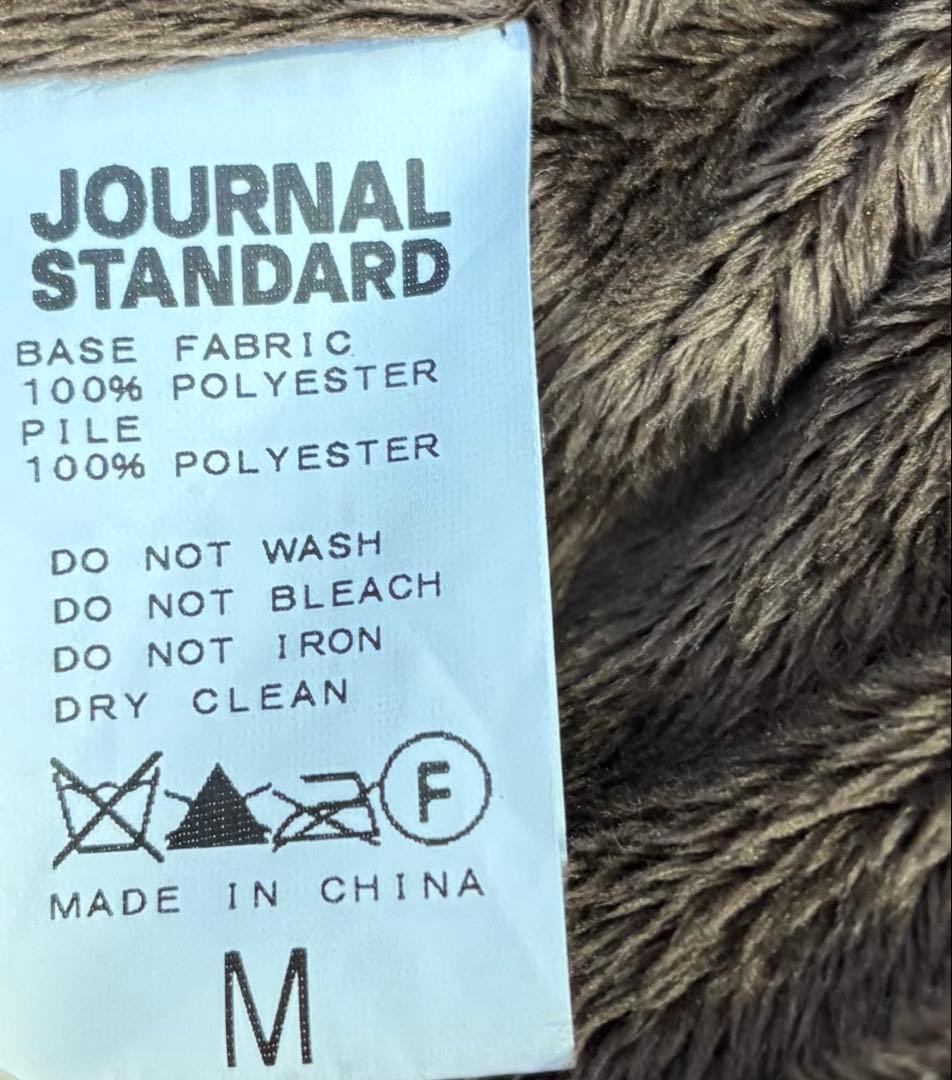 JOURNAL
STANDARD
BASE FABRIC
100% POLYESTER
PILE
100% POLYESTER
DO NOT WASH
DO NOT BLEACH
DO NOT IRON
DRY CLEAN
F
MADE IN CHINA
M